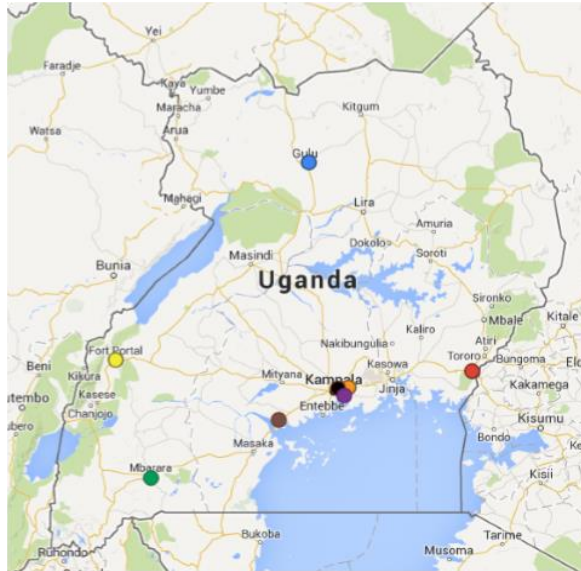 Yei
Faradje
Kaya
Yumbe
Kitgum
Maracha
Watsa
Arua
Gulu
Mahagi
Lira
Amuria
Dokolo
Soroti
Masindi
Bunia
Uganda
Sironko
Mbale
Kitale
Nakibungulia
Kaliro
Atiri
Fort Portal
Tororo
Bungoma
Beni
Kikura
Mityana
Kampala
Kasowa
Jinja
Kakamega
Kasese
Chanjojo
Entebbe
Kisumu
Masaka
Bondo
Mbarara
Kisii
Ruhondo
Bukoba
Tarime
Musoma